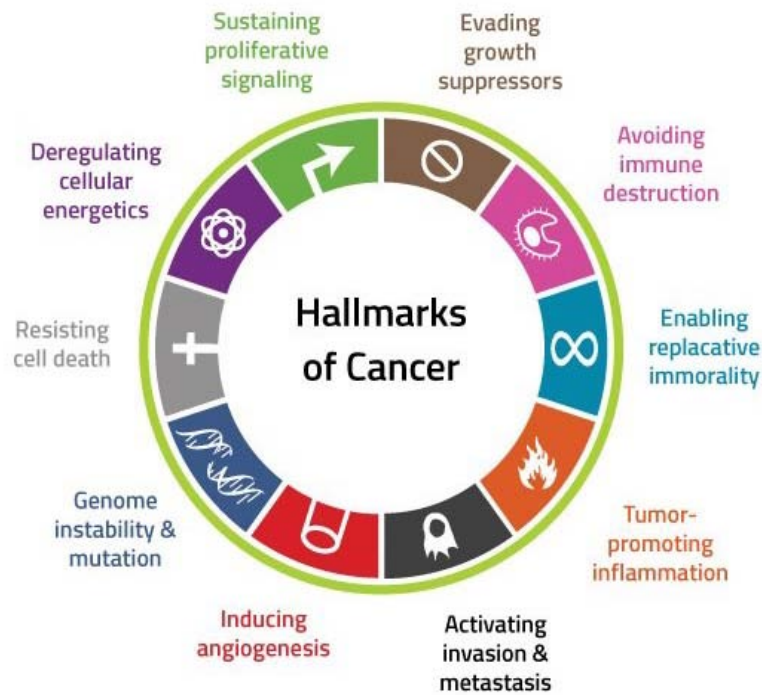 Sustaining
proliferative
signaling
Evading
growth
suppressors
Deregulating
cellular
energetics
Avoiding
immune
destruction
Hallmarks
of Cancer
Resisting
cell death
Enabling
replacative
immorality
Genome
instability &
mutation
Tumor-
promoting
inflammation
Inducing
angiogenesis
Activating
invasion &
metastasis